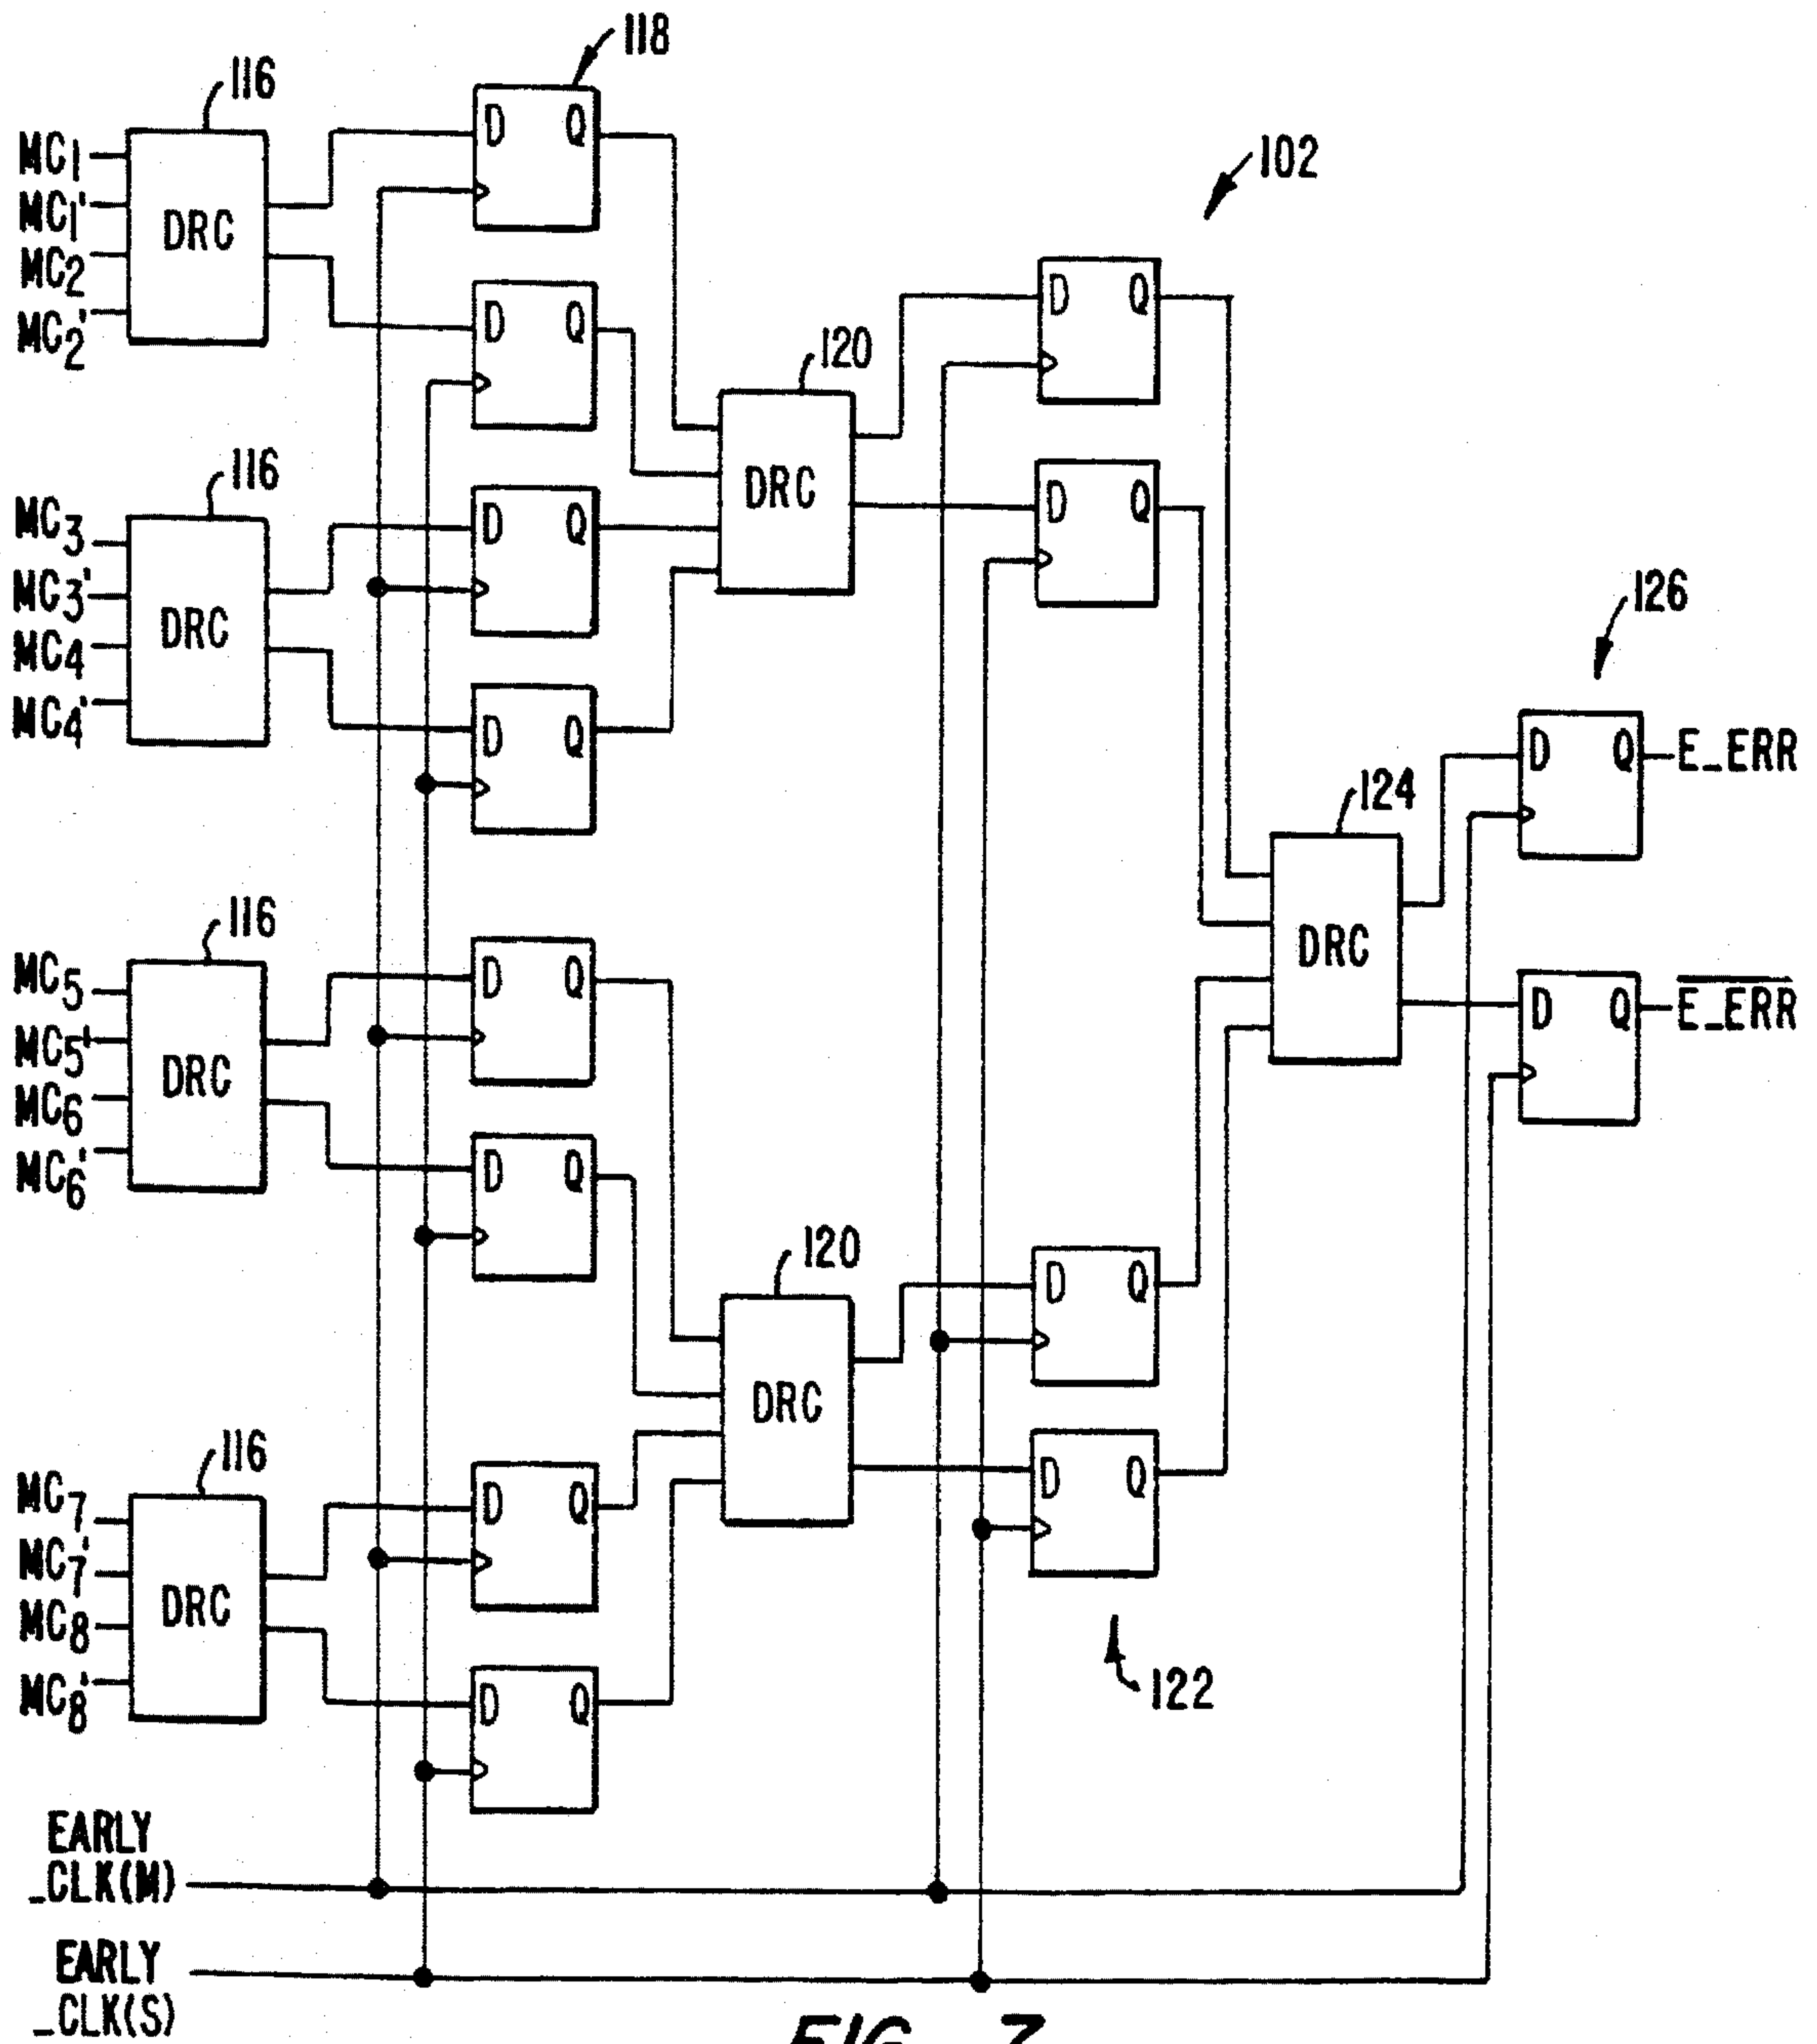 118
116
MC1
MC1'
MC2
MC2'
DRC
D Q
102
D Q
D Q
120
116
MC3
MC3'
MC4
MC4'
DRC
D Q
DRC
D Q
126
D Q
124
D Q
E_ERR
116
MC5
MC5'
MC6
MC6'
DRC
D Q
DRC
D Q
E_ERR
D Q
120
D Q
DRC
116
MC7
MC7'
MC8
MC8'
DRC
D Q
D Q
D Q
122
EARLY
_CLK(M)
EARLY
_CLK(S)
FIG. 7